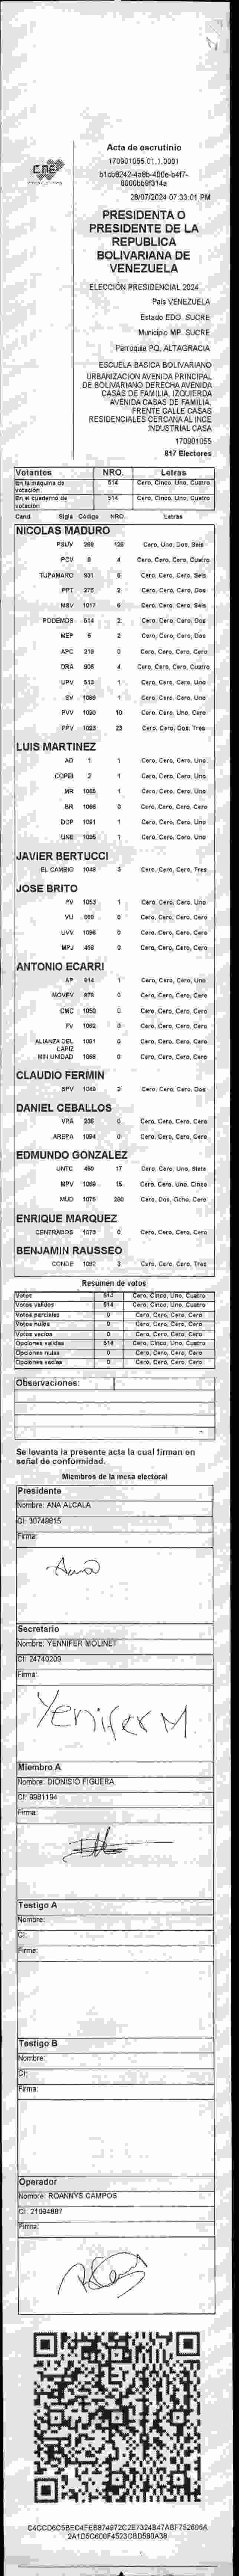 CNE
Acta de escrutinio
170901055.01.1.0001
28/07/2024 07:33:01 PM
PRESIDENTA O
PRESIDENTE DE LA
REPUBLICA
BOLIVARIANA DE
VENEZUELA
ELECCIÓN PRESIDENCIAL 2024
País VENEZUELA
Estado EDO. SUCRE
Municipio MP. SUCRE
Parroquia PQ. ALTAGRACIA
ESCUELA BASICA BOLIVARIANO
URBANIZACION AVENIDA PRINCIPAL
DE BOLIVARIANO DERECHA AVENIDA
CASAS DE FAMILIA. IZQUIERDA
AVENIDA CASAS DE FAMILIA.
FRENTE CALLE CASAS
RESIDENCIALES CERCANA AL INCE
INDUSTRIAL CASA
170901055
817 Electores
Votantes NRO. Letras
En la maquina de votación 514 Cero, Cinco, Uno, Cuatro
En el cuaderno de votación 514 Cero, Cinco, Uno, Cuatro
Cand Sigla Código NRO. Letras
NICOLAS MADURO
PSUV 269 126 Cero, Uno, Dos, Seis
PCV 8 4 Cero, Cero, Cero, Cuatro
TUPAMARO 931 6 Cero, Cero, Cero, Seis
PPT 276 2 Cero, Cero, Cero, Dos
MSV 1017 6 Cero, Cero, Cero, Seis
PODEMOS 514 2 Cero, Cero, Cero, Dos
MEP 6 2 Cero, Cero, Cero, Dos
APC 218 0 Cero, Cero, Cero, Cero
ORA 906 4 Cero, Cero, Cero, Cuatro
UPV 513 1 Cero, Cero, Cero, Uno
EV 1089 1 Cero, Cero, Cero, Uno
PVV 1090 10 Cero, Cero, Uno, Cero
PFV 1093 23 Cero, Cero, Dos, Tres
LUIS MARTINEZ
AD 1 1 Cero, Cero, Cero, Uno
COPEI 2 1 Cero, Cero, Cero, Uno
MR 1065 1 Cero, Cero, Cero, Uno
BR 1066 0 Cero, Cero, Cero, Cero
DDP 1091 1 Cero, Cero, Cero, Uno
UNE 1095 1 Cero, Cero, Cero, Uno
JAVIER BERTUCCI
EL CAMBIO 1048 3 Cero, Cero, Cero, Tres
JOSE BRITO
PV 1053 1 Cero, Cero, Cero, Uno
VU 0 Cero, Cero, Cero, Cero
UVV 1096 0 Cero, Cero, Cero, Cero
MPJ 458 0 Cero, Cero, Cero, Cero
ANTONIO ECARRI
AP 914 1 Cero, Cero, Cero, Uno
MOVEV 978 0 Cero, Cero, Cero, Cero
CMC 1050 0 Cero, Cero, Cero, Cero
FV 1062 0 Cero, Cero, Cero, Cero
ALIANZA DEL LAPIZ 1061 0 Cero, Cero, Cero, Cero
MIN UNIDAD 1068 0 Cero, Cero, Cero, Cero
CLAUDIO FERMIN
SPV 1049 2 Cero, Cero, Cero, Dos
DANIEL CEBALLOS
VPA 236 0 Cero, Cero, Cero, Cero
AREPA 1094 0 Cero, Cero, Cero, Cero
EDMUNDO GONZALEZ
UNTC 460 17 Cero, Cero, Uno, Siete
MPV 1069 15 Cero, Cero, Uno, Cinco
MUD 1075 280 Cero, Dos, Ocho, Cero
ENRIQUE MARQUEZ
CENTRADOS 1073 0 Cero, Cero, Cero, Cero
BENJAMIN RAUSSEO
CONDE 1092 3 Cero, Cero, Cero, Tres
Resumen de votos
Votos 514 Cero, Cinco, Uno, Cuatro
Votos validos 514 Cero, Cinco, Uno, Cuatro
Votos parciales 0 Cero, Cero, Cero, Cero
Votos nulos 0 Cero, Cero, Cero, Cero
Votos vacíos 0 Cero, Cero, Cero, Cero
Opciones validas 514 Cero, Cinco, Uno, Cuatro
Opciones nulas 0 Cero, Cero, Cero, Cero
Opciones vacías 0 Cero, Cero, Cero, Cero
Observaciones:
Se levanta la presente acta la cual firman en
señal de conformidad.
Miembros de la mesa electoral
Presidente
Nombre: ANA ALCALA
CI: 30749815
Firma:
Ana
Secretario
Nombre: YENNIFER MOLINET
CI: 24740209
Firma:
Yenifer M.
Miembro A
Nombre: DIONISIO FIGUERA
CI: 9981194
Firma:
Testigo A
Nombre:
CI:
Firma:
Testigo B
Nombre:
CI:
Firma:
Operador
Nombre: ROANNYS CAMPOS
CI: 21094887
Firma: